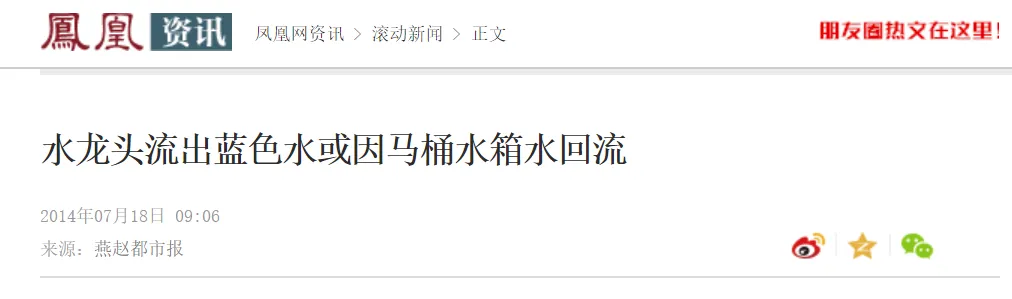 鳳凰资讯 凤凰网资讯 > 滚动新闻 > 正文 朋友圈热文在这里!
水龙头流出蓝色水或因马桶水箱水回流
2014年07月18日 09:06
来源：燕赵都市报